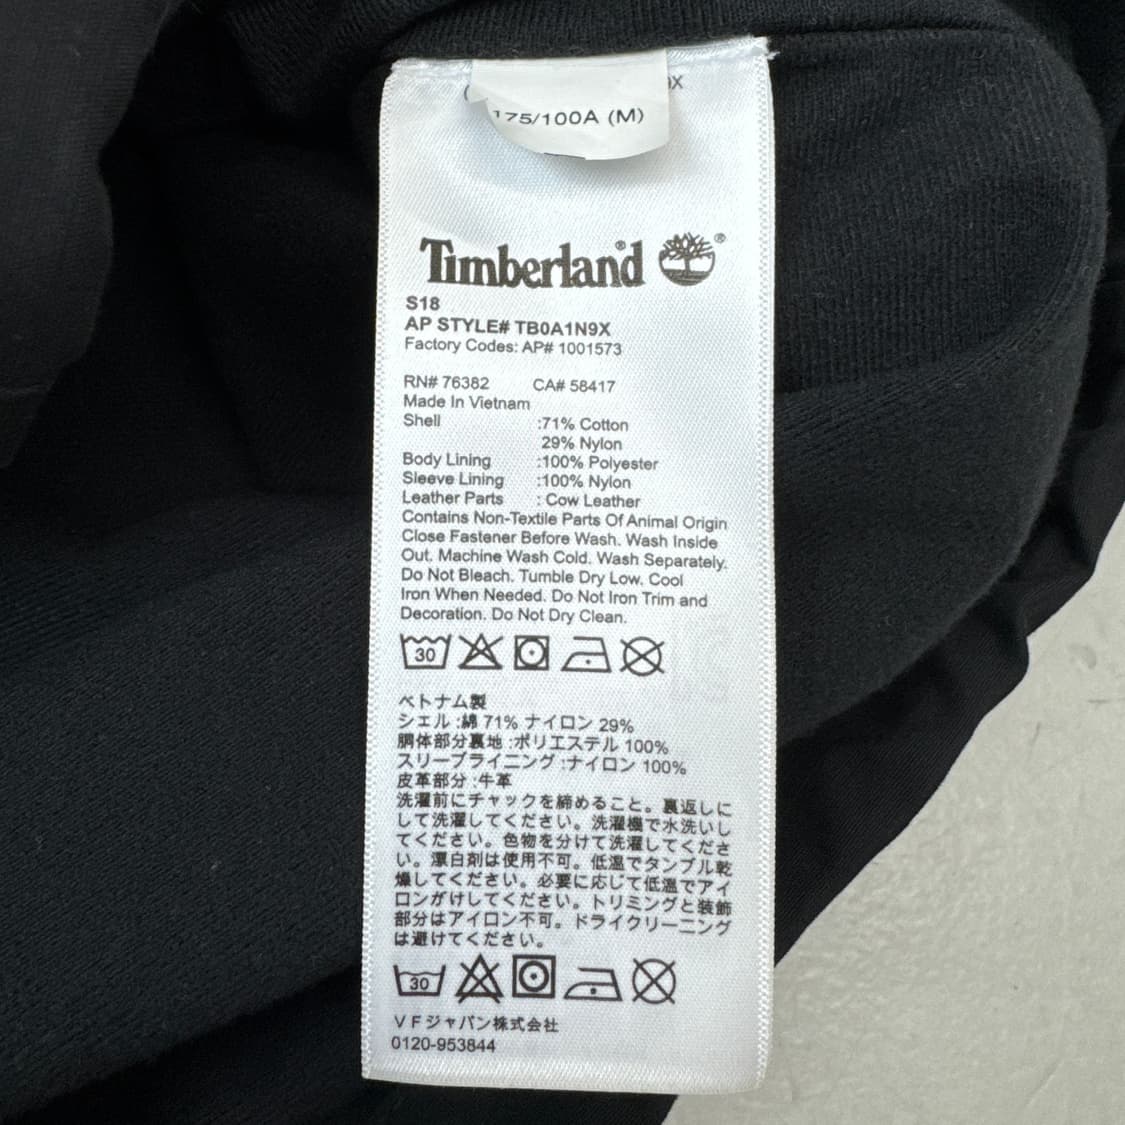 9X
175/100A (M)
Timberland®
S18
AP STYLE# TB0A1N9X
Factory Codes: AP# 1001573
RN# 76382 CA# 58417
Made In Vietnam
Shell :71% Cotton
29% Nylon
Body Lining :100% Polyester
Sleeve Lining :100% Nylon
Leather Parts : Cow Leather
Contains Non-Textile Parts Of Animal Origin
Close Fastener Before Wash. Wash Inside
Out. Machine Wash Cold. Wash Separately.
Do Not Bleach. Tumble Dry Low. Cool
Iron When Needed. Do Not Iron Trim and
Decoration. Do Not Dry Clean.
30
ベトナム製
シェル :綿 71% ナイロン 29%
胴体部分裏地 :ポリエステル 100%
スリーブライニング :ナイロン 100%
皮革部分 :牛革
洗濯前にチャックを締めること。裏返しに
して洗濯してください。洗濯機で水洗いし
てください。色物を分けて洗濯してくださ
い。漂白剤は使用不可。低温でタンブル乾
燥してください。必要に応じて低温でアイ
ロンがけしてください。トリミングと装飾
部分はアイロン不可。ドライクリーニング
は避けてください。
30
VFジャパン株式会社
0120-953844